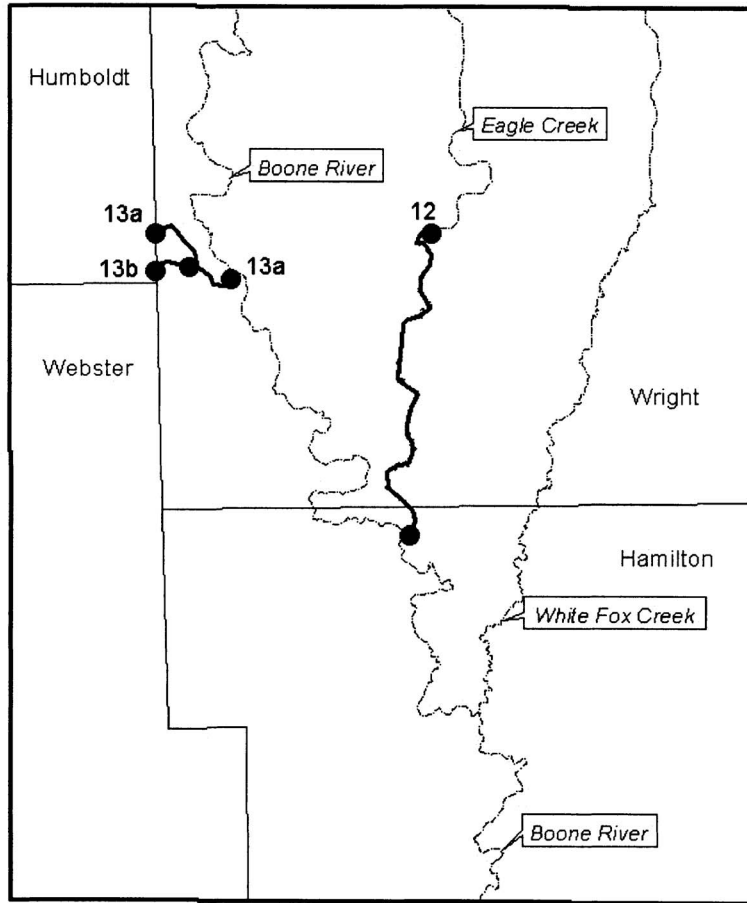 Humboldt
Eagle Creek
Boone River
13a
12
13b
13a
Webster
Wright
Hamilton
White Fox Creek
Boone River